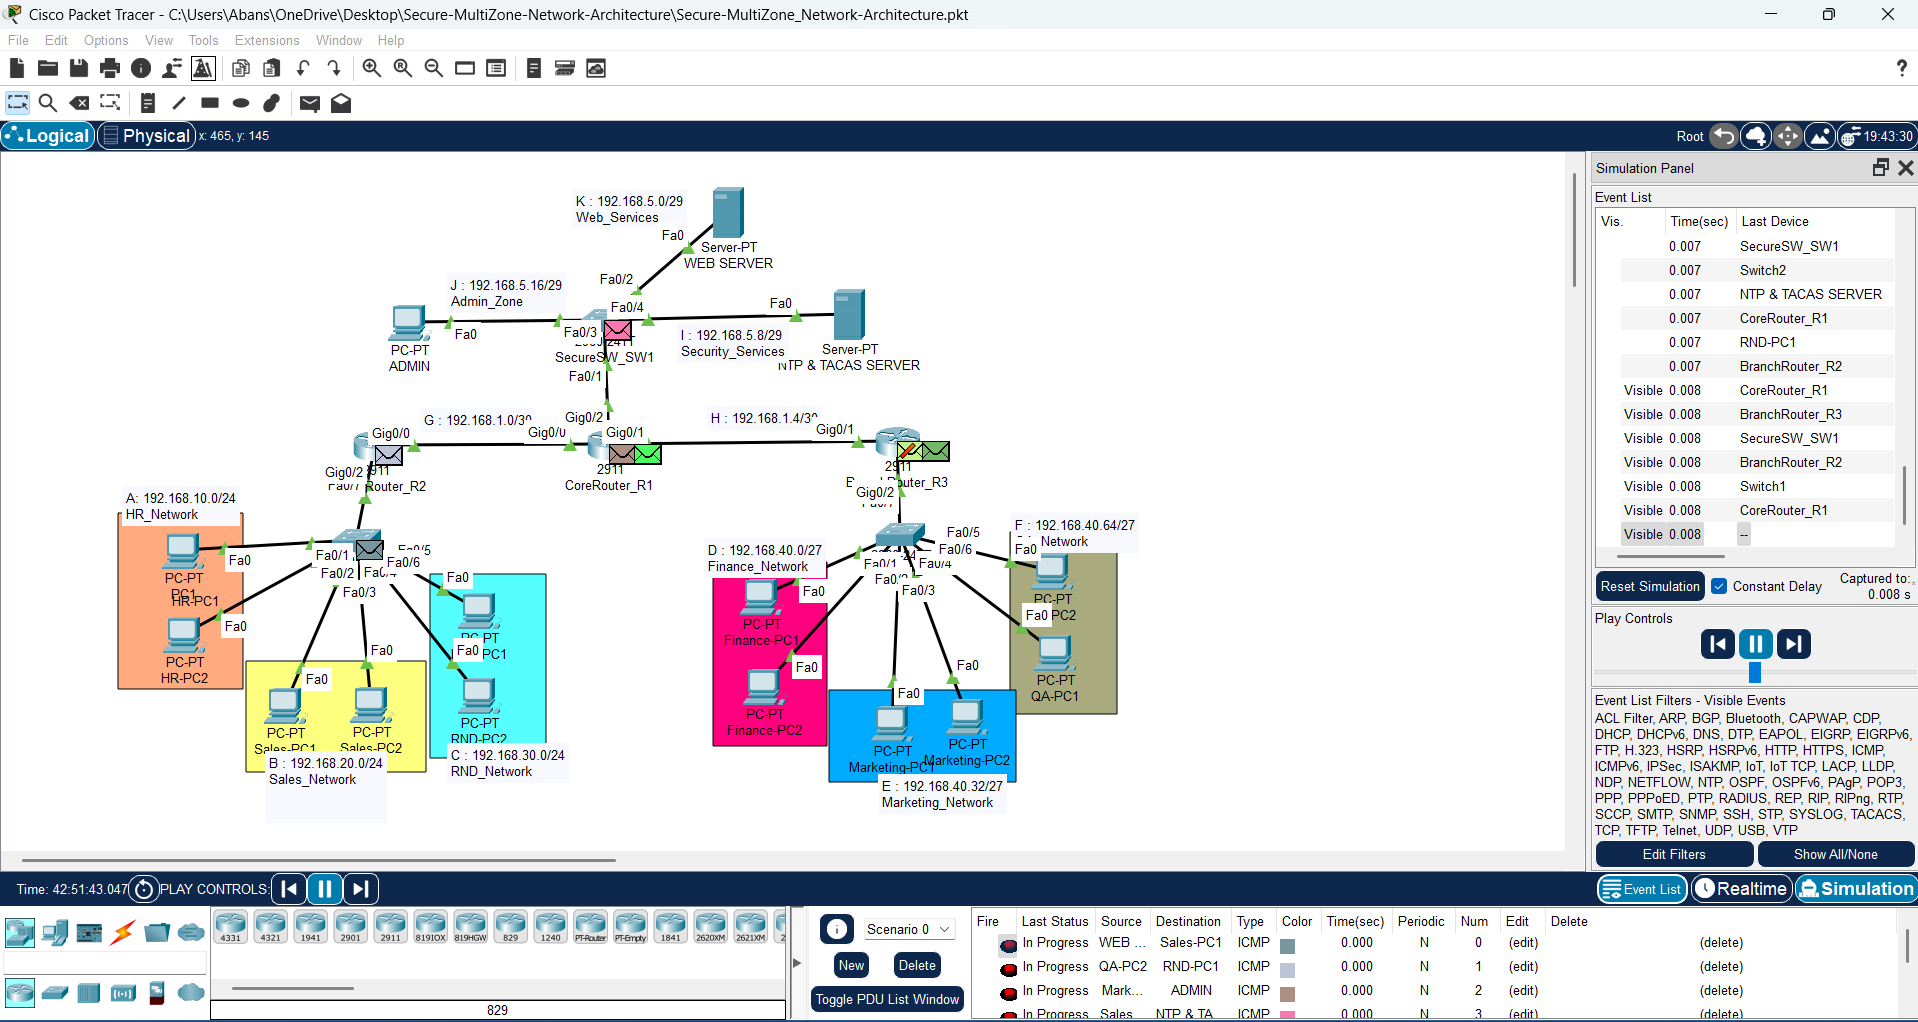 Cisco Packet Tracer - C:\Users\Abans\OneDrive\Desktop\Secure-MultiZone-Network-Architecture\Secure-MultiZone_Network-Architecture.pkt
File Edit Options View Tools Extensions Window Help
?
Logical Physical x: 465, y: 145
Root 19:43:30
K : 192.168.5.0/29
Web_Services
Fa0
Server-PT
WEB SERVER
Fa0/2
J : 192.168.5.16/29
Admin_Zone
Fa0/4
Fa0
Fa0
Fa0/3
PC-PT
ADMIN
SecureSW_SW1
I : 192.168.5.8/29
Security_Services
Server-PT
NTP & TACAS SERVER
Fa0/1
G : 192.168.1.0/30
Gig0/2
H : 192.168.1.4/30
Gig0/0
Gig0/0
Gig0/1
Gig0/1
2911
CoreRouter_R1
2911
Gig0/2
Router_R2
Router_R3
Gig0/2
A: 192.168.10.0/24
HR_Network
Fa0/1
Fa0/5
Fa0/6
Fa0
Fa0/2
Fa0/4
Fa0/3
PC-PT
PC1
HR-PC1
Fa0
PC-PT
HR-PC2
Fa0
PC-PT
PC1
Fa0
PC-PT
RND-PC2
Fa0
Fa0
PC-PT
Sales-PC1
PC-PT
Sales-PC2
B : 192.168.20.0/24
Sales_Network
C : 192.168.30.0/24
RND_Network
D : 192.168.40.0/27
Finance_Network
F : 192.168.40.64/27
Network
Fa0/5
Fa0/6
Fa0/1
Fa0/4
Fa0/3
Fa0
Fa0
PC-PT
Finance-PC1
Fa0
PC-PT
Finance-PC2
PC-PT
PC2
Fa0
PC-PT
QA-PC1
Fa0
Fa0
PC-PT
Marketing-PC1
PC-PT
Marketing-PC2
E : 192.168.40.32/27
Marketing_Network
Simulation Panel
Event List
Vis. Time(sec) Last Device
0.007 SecureSW_SW1
0.007 Switch2
0.007 NTP & TACAS SERVER
0.007 CoreRouter_R1
0.007 RND-PC1
0.007 BranchRouter_R2
Visible 0.008 CoreRouter_R1
Visible 0.008 BranchRouter_R3
Visible 0.008 SecureSW_SW1
Visible 0.008 BranchRouter_R2
Visible 0.008 Switch1
Visible 0.008 CoreRouter_R1
Visible 0.008 --
Reset Simulation Constant Delay Captured to:
0.008 s
Play Controls
Event List Filters - Visible Events
ACL Filter, ARP, BGP, Bluetooth, CAPWAP, CDP,
DHCP, DHCPv6, DNS, DTP, EAPOL, EIGRP, EIGRPv6,
FTP, H.323, HSRP, HSRPv6, HTTP, HTTPS, ICMP,
ICMPv6, IPSec, ISAKMP, IoT, IoT TCP, LACP, LLDP,
NDP, NETFLOW, NTP, OSPF, OSPFv6, PAgP, POP3,
PPP, PPPoED, PTP, RADIUS, REP, RIP, RIPng, RTP,
SCCP, SMTP, SNMP, SSH, STP, SYSLOG, TACACS,
TCP, TFTP, Telnet, UDP, USB, VTP
Edit Filters Show All/None
Time: 42:51:43.047 PLAY CONTROLS:
Event List Realtime Simulation
4331 4321 1941 2901 2911 819IOX 819HGW 829 1240 PT-Router PT-Empty 1841 2620XM 2621XM
829
Scenario 0
New Delete
Toggle PDU List Window
Fire Last Status Source Destination Type Color Time(sec) Periodic Num Edit Delete
In Progress WEB ... Sales-PC1 ICMP 0.000 N 0 (edit) (delete)
In Progress QA-PC2 RND-PC1 ICMP 0.000 N 1 (edit) (delete)
In Progress Mark... ADMIN ICMP 0.000 N 2 (edit) (delete)
In Progress Sales NTP & TA ICMP 0.000 N 3 (edit) (delete)